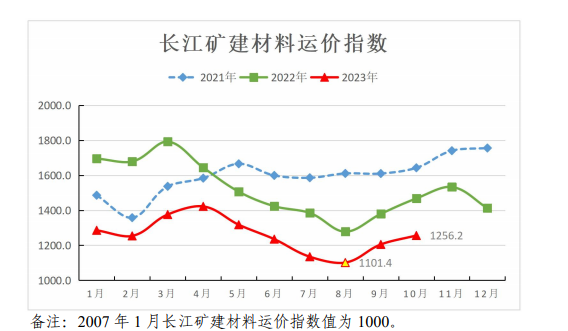 长江矿建材料运价指数
2021年 2022年 2023年
2000.0
1800.0
1600.0
1400.0
1200.0
1000.0
1256.2
1101.4
1月 2月 3月 4月 5月 6月 7月 8月 9月 10月 11月 12月
备注：2007 年 1 月长江矿建材料运价指数值为 1000。